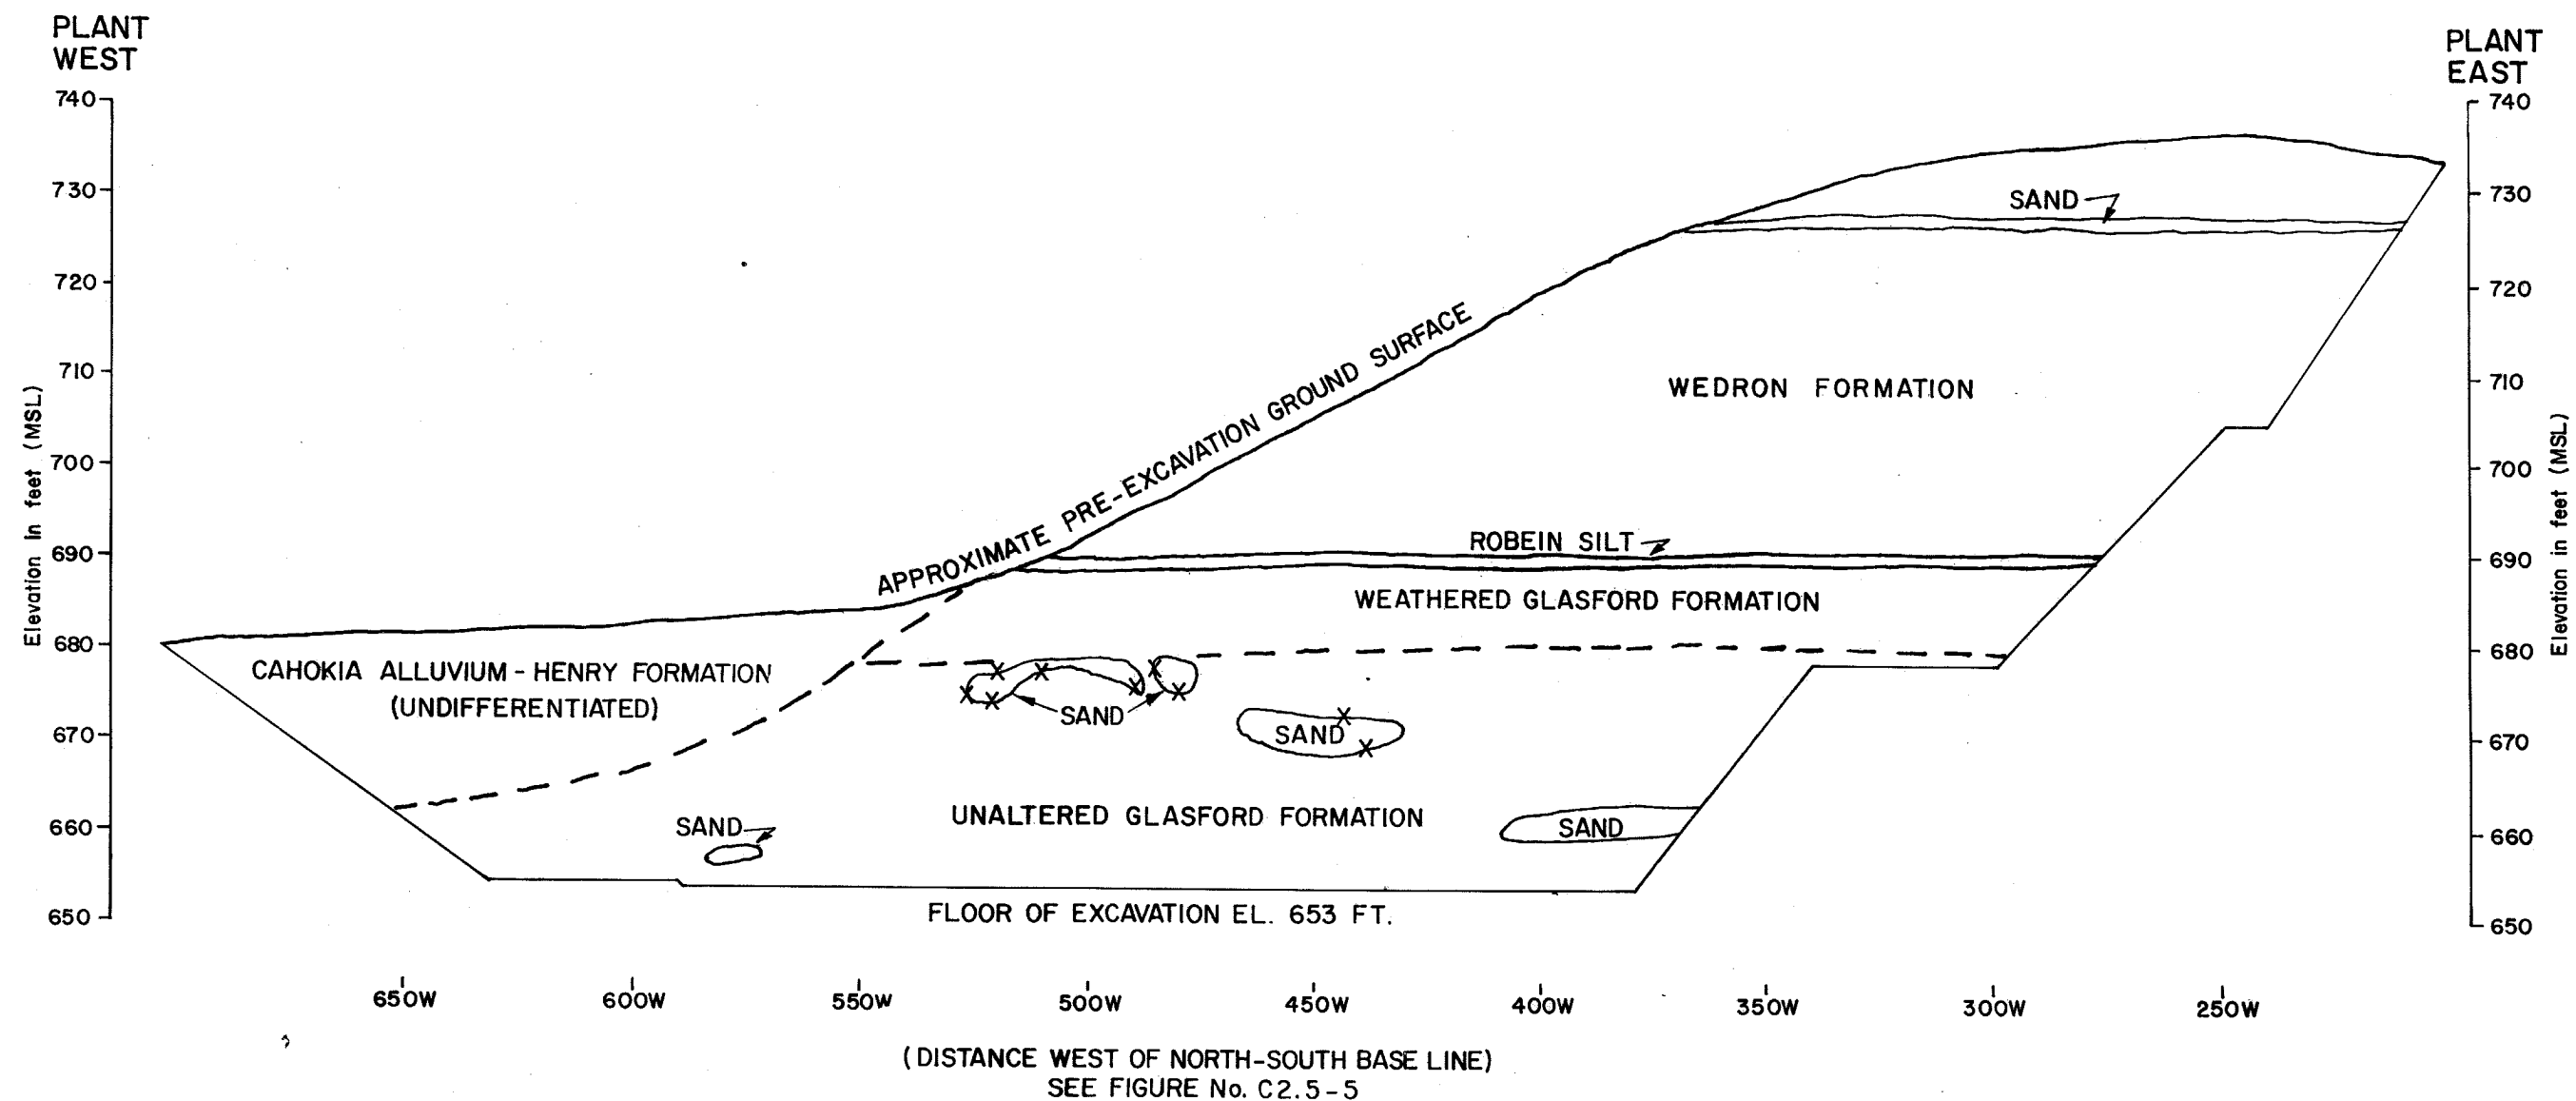 PLANT
WEST
PLANT
EAST
740
730
720
710
700
690
680
670
660
650
Elevation in feet (MSL)
740
730
720
710
700
690
680
670
660
650
Elevation in feet (MSL)
SAND
WEDRON FORMATION
APPROXIMATE PRE-EXCAVATION GROUND SURFACE
ROBEIN SILT
WEATHERED GLASFORD FORMATION
CAHOKIA ALLUVIUM - HENRY FORMATION
(UNDIFFERENTIATED)
SAND
SAND
UNALTERED GLASFORD FORMATION
SAND
SAND
FLOOR OF EXCAVATION EL. 653 FT.
650W 600W 550W 500W 450W 400W 350W 300W 250W
(DISTANCE WEST OF NORTH-SOUTH BASE LINE)
SEE FIGURE No. C2.5-5